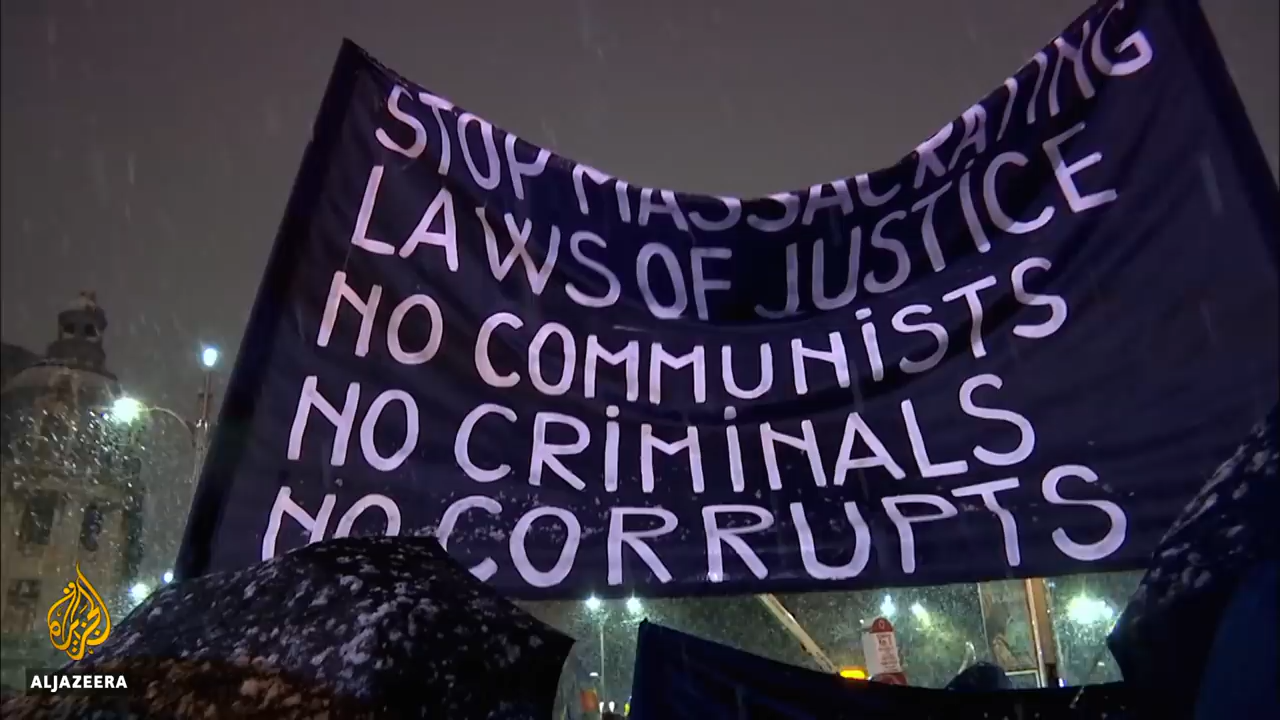 STOP MASSACRATING
LAWS OF JUSTICE
NO COMMUNISTS
NO CRIMINALS
NO CORRUPTS
ALJAZEERA